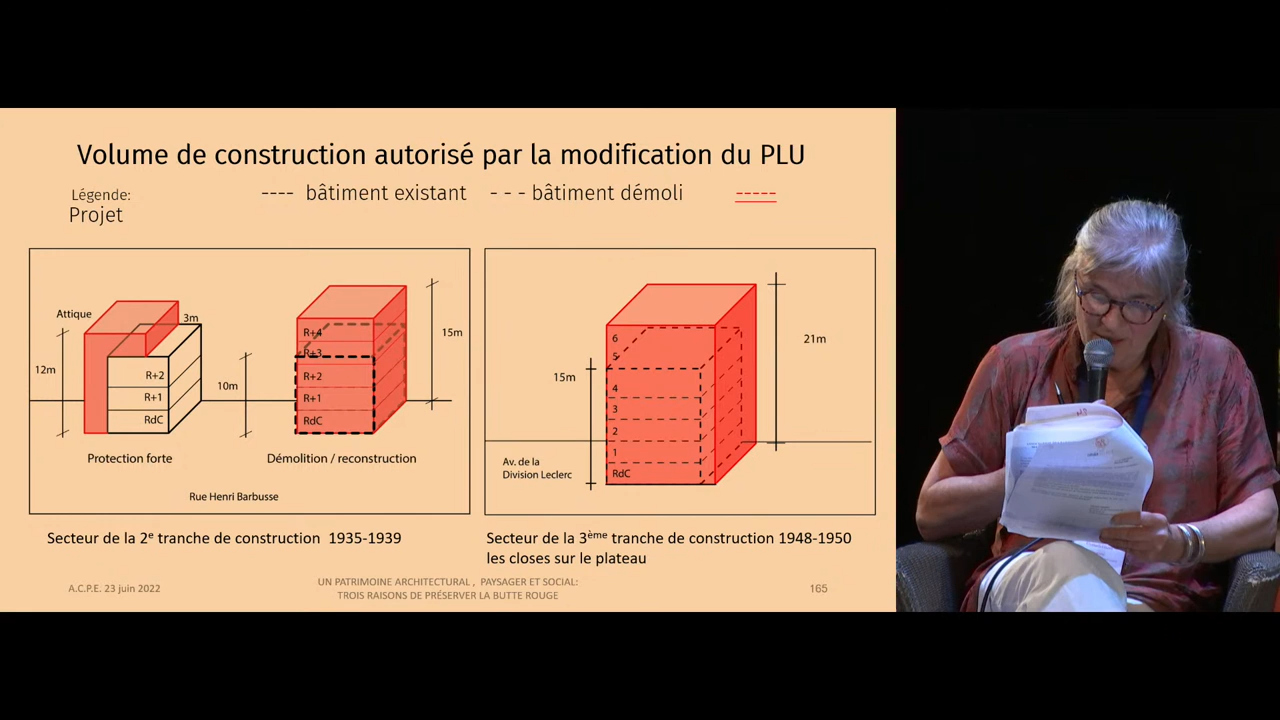 Volume de construction autorisé par la modification du PLU
Légende: ---- bâtiment existant - - - bâtiment démoli -----
Projet
Attique
3m
12m
R+2
R+1
RdC
Protection forte
10m
R+4
R+3
R+2
R+1
RdC
15m
Démolition / reconstruction
Rue Henri Barbusse
15m
6
5
4
3
2
1
RdC
21m
Av. de la
Division Leclerc
Secteur de la 2e tranche de construction 1935-1939
Secteur de la 3ème tranche de construction 1948-1950
les closes sur le plateau
A.C.P.E. 23 juin 2022
UN PATRIMOINE ARCHITECTURAL , PAYSAGER ET SOCIAL:
TROIS RAISONS DE PRÉSERVER LA BUTTE ROUGE
165